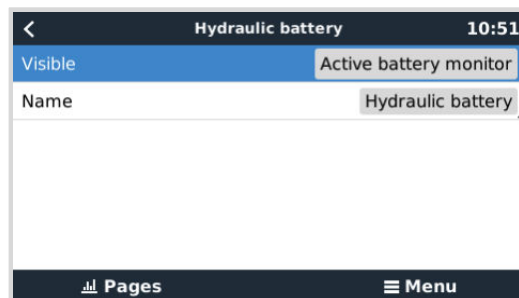 Hydraulic battery 10:51
Visible Active battery monitor
Name Hydraulic battery
Pages Menu